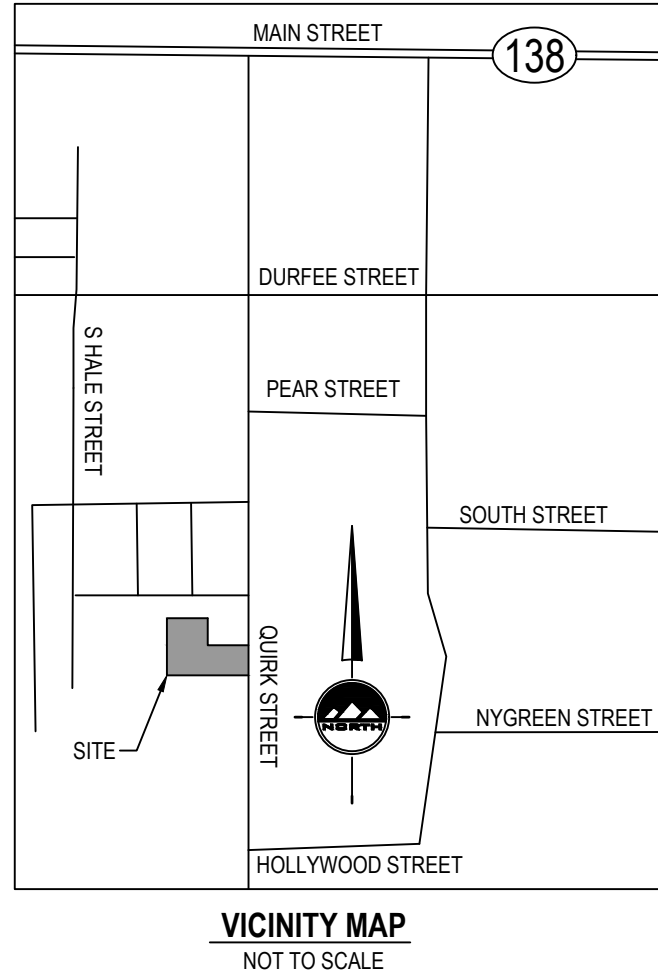 MAIN STREET
138
DURFEE STREET
S HALE STREET
PEAR STREET
SOUTH STREET
QUIRK STREET
NORTH
NYGREEN STREET
SITE
HOLLYWOOD STREET
VICINITY MAP
NOT TO SCALE